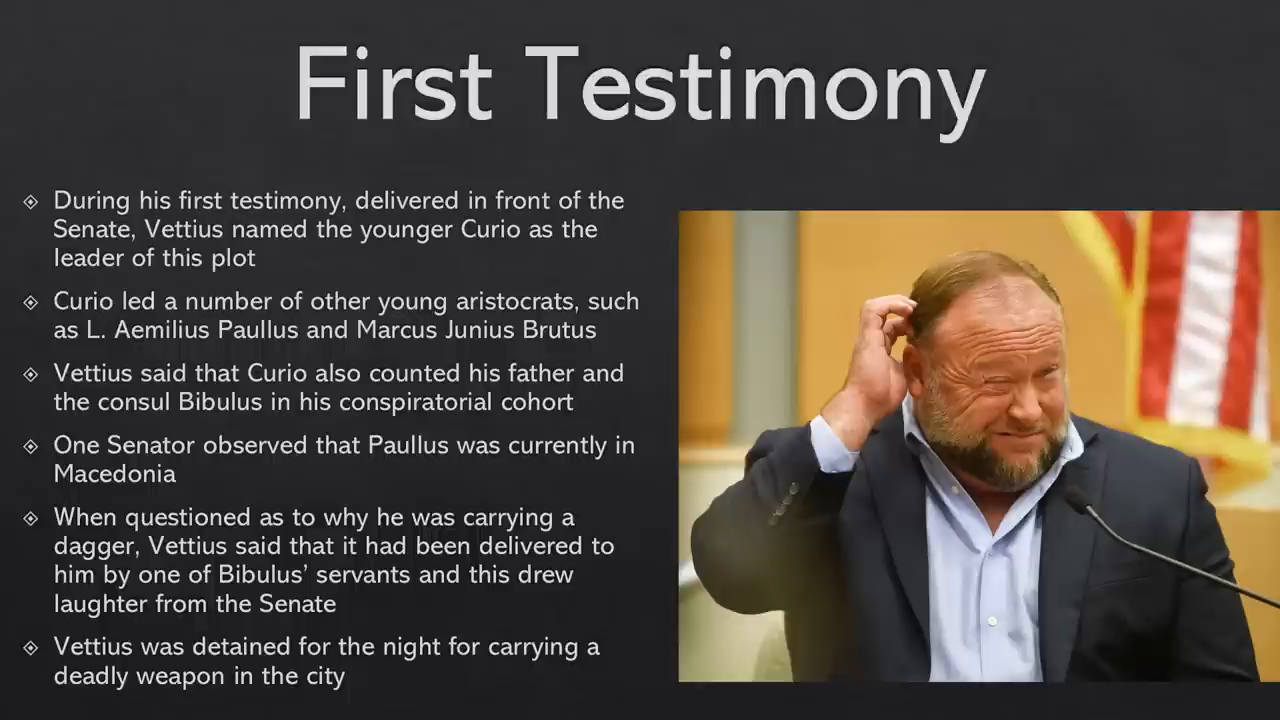 First Testimony
During his first testimony, delivered in front of the
Senate, Vettius named the younger Curio as the
leader of this plot
Curio led a number of other young aristocrats, such
as L. Aemilius Paullus and Marcus Junius Brutus
Vettius said that Curio also counted his father and
the consul Bibulus in his conspiratorial cohort
One Senator observed that Paullus was currently in
Macedonia
When questioned as to why he was carrying a
dagger, Vettius said that it had been delivered to
him by one of Bibulus’ servants and this drew
laughter from the Senate
Vettius was detained for the night for carrying a
deadly weapon in the city